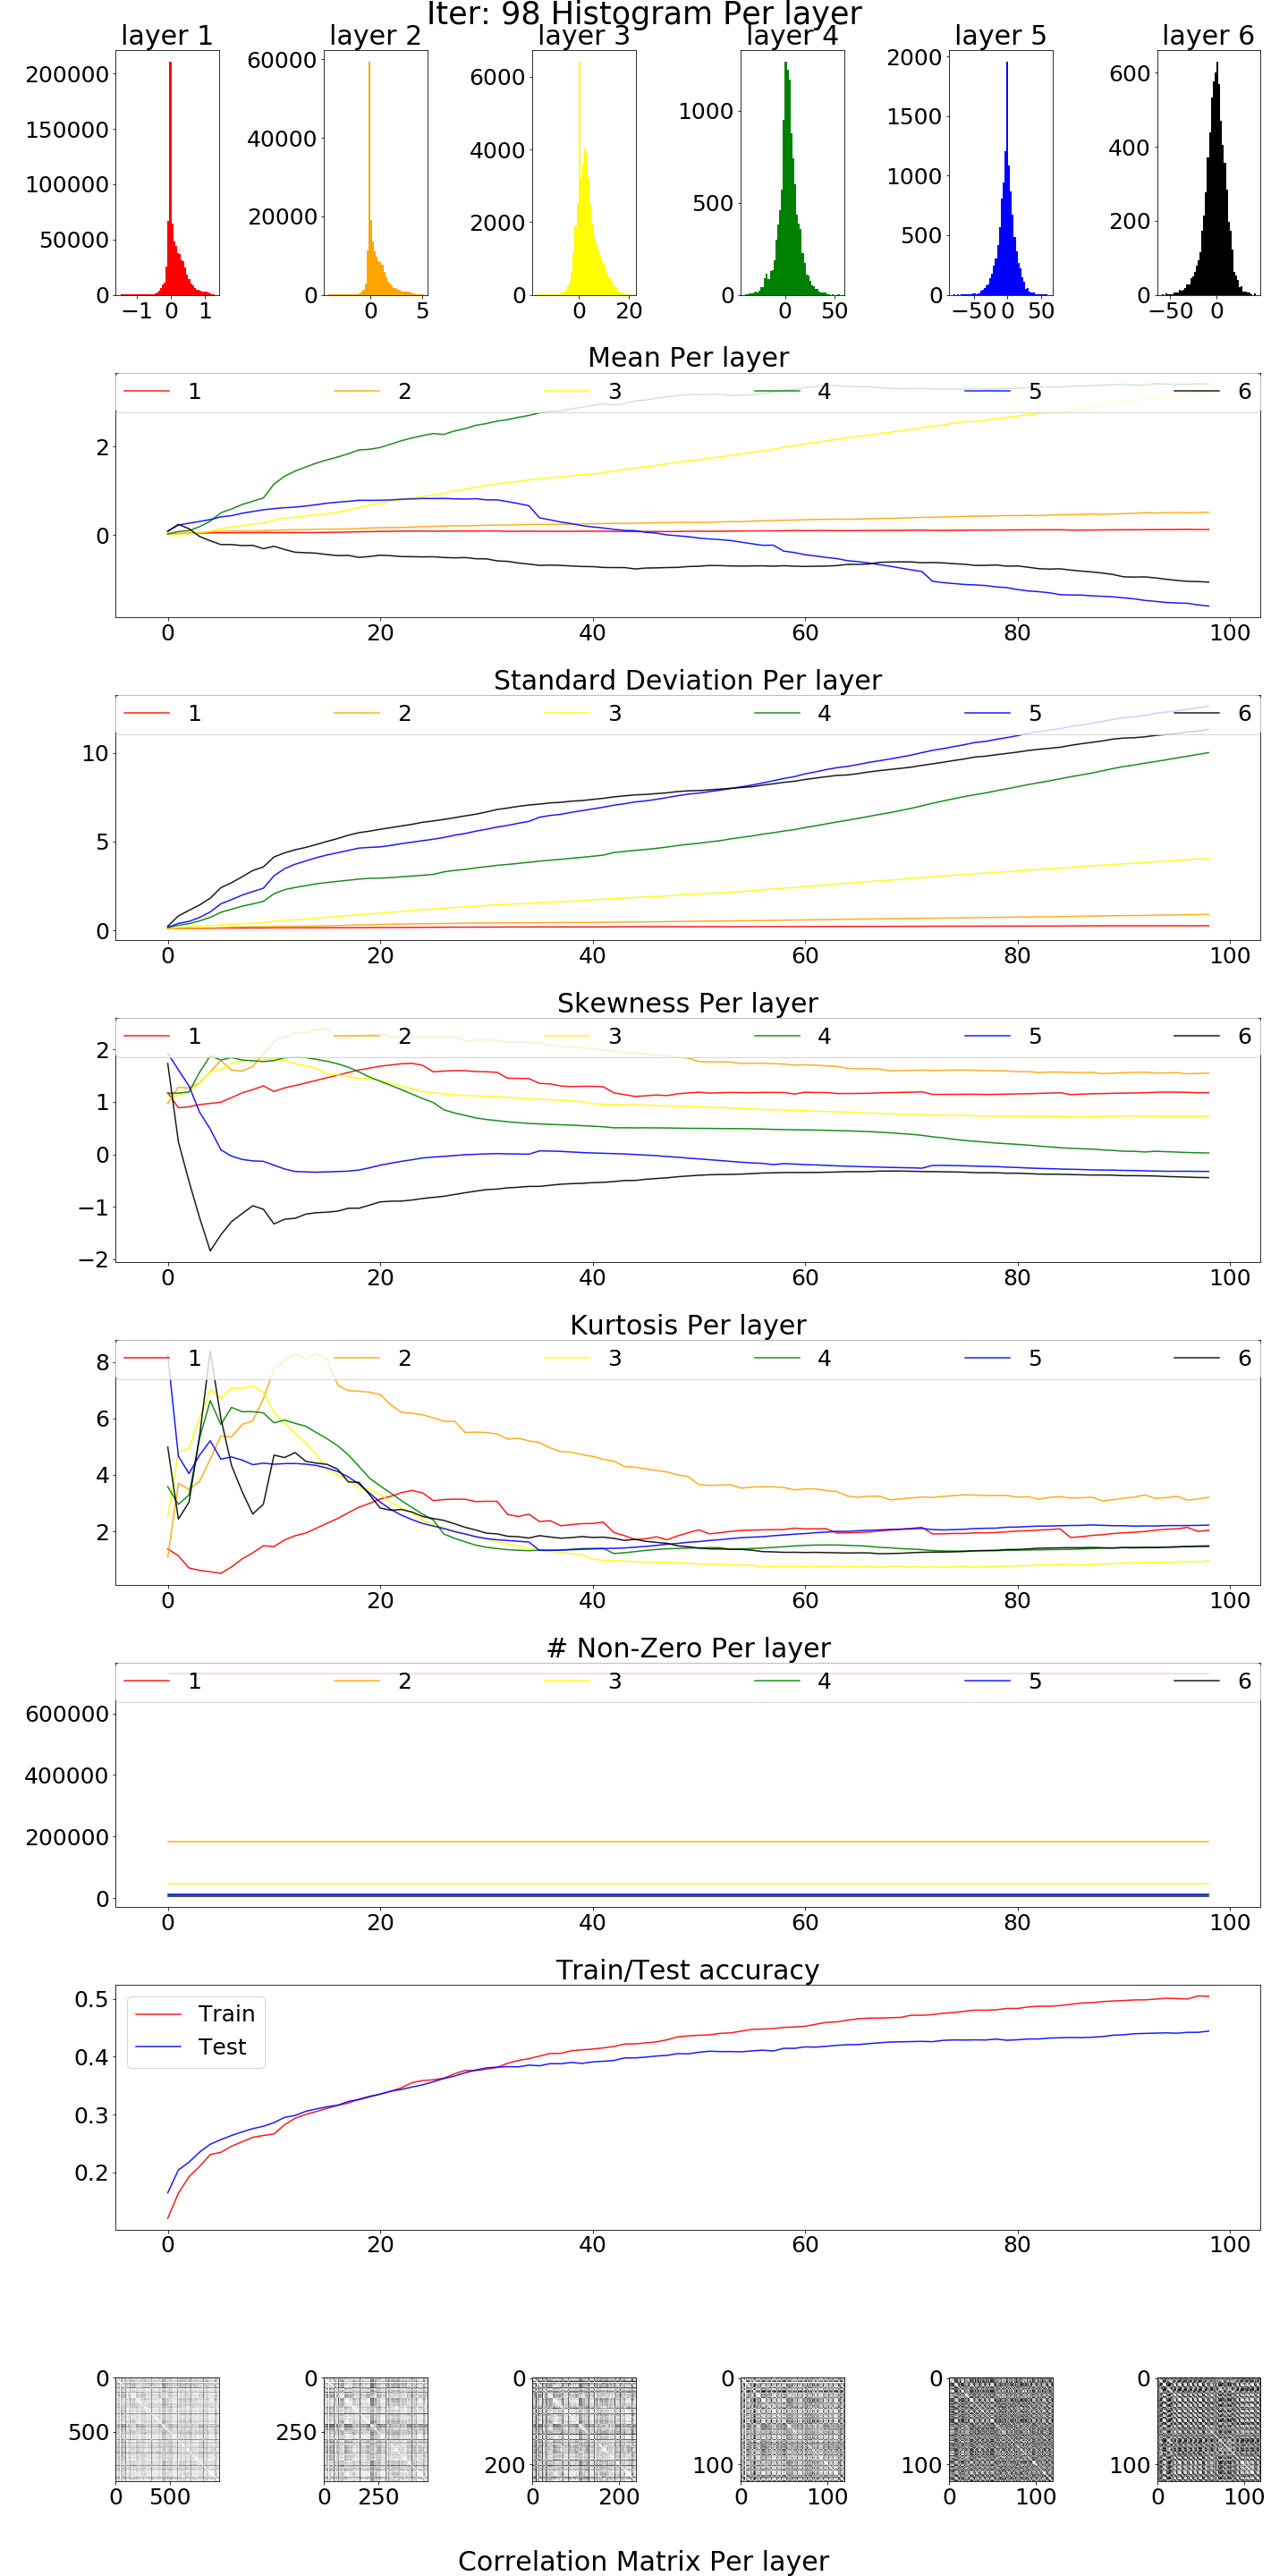 Iter: 98 Histogram Per layer
layer 1 layer 2 layer 3 layer 4 layer 5 layer 6
200000 150000 100000 50000 0
−1 0 1
60000 40000 20000 0
0 5
6000 4000 2000 0
0 20
1000 500 0
0 50
2000 1500 1000 500 0
−50 0 50
600 400 200 0
−50 0
Mean Per layer
1 2 3 4 5 6
2
0
0 20 40 60 80 100
Standard Deviation Per layer
1 2 3 4 5 6
10
5
0
0 20 40 60 80 100
Skewness Per layer
1 2 3 4 5 6
2
1
0
−1
−2
0 20 40 60 80 100
Kurtosis Per layer
1 2 3 4 5 6
8
6
4
2
0 20 40 60 80 100
# Non-Zero Per layer
1 2 3 4 5 6
600000
400000
200000
0
0 20 40 60 80 100
Train/Test accuracy
Train
Test
0.5
0.4
0.3
0.2
0 20 40 60 80 100
0 0 0 0 0 0
500 250 200 100 100 100
0 500 0 250 0 200 0 100 0 100 0 100
Correlation Matrix Per layer